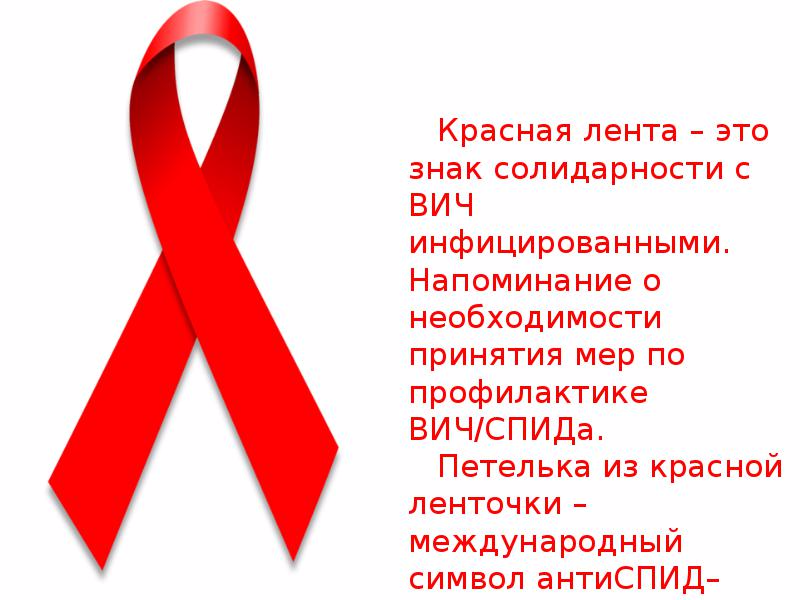 Красная лента – это
знак солидарности с
ВИЧ
инфицированными.
Напоминание о
необходимости
принятия мер по
профилактике
ВИЧ/СПИДа.
Петелька из красной
ленточки –
международный
символ антиСПИД–